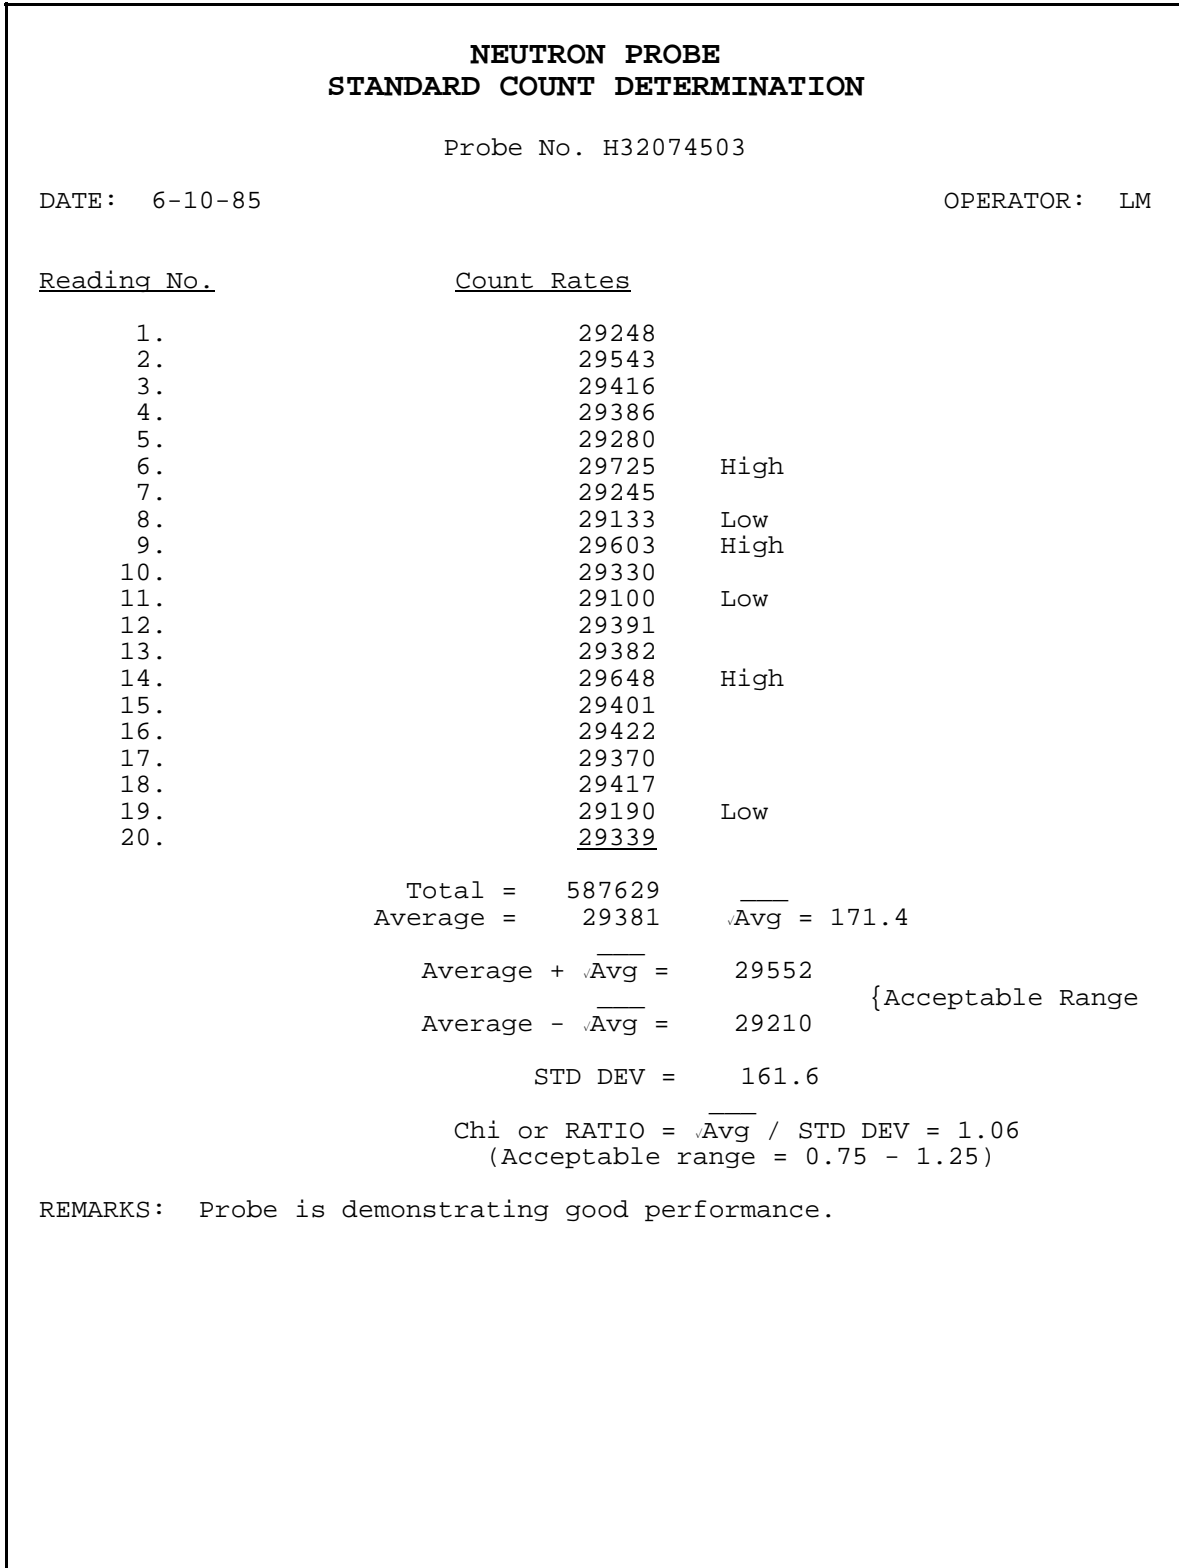 NEUTRON PROBE
STANDARD COUNT DETERMINATION
Probe No. H32074503
DATE: 6-10-85 OPERATOR: LM
Reading No. Count Rates
1. 29248
2. 29543
3. 29416
4. 29386
5. 29280
6. 29725 High
7. 29245
8. 29133 Low
9. 29603 High
10. 29330
11. 29100 Low
12. 29391
13. 29382
14. 29648 High
15. 29401
16. 29422
17. 29370
18. 29417
19. 29190 Low
20. 29339
Total = 587629
Average = 29381 √Avg = 171.4
Average + √Avg = 29552
{Acceptable Range
Average - √Avg = 29210
STD DEV = 161.6
Chi or RATIO = √Avg / STD DEV = 1.06
(Acceptable range = 0.75 - 1.25)
REMARKS: Probe is demonstrating good performance.